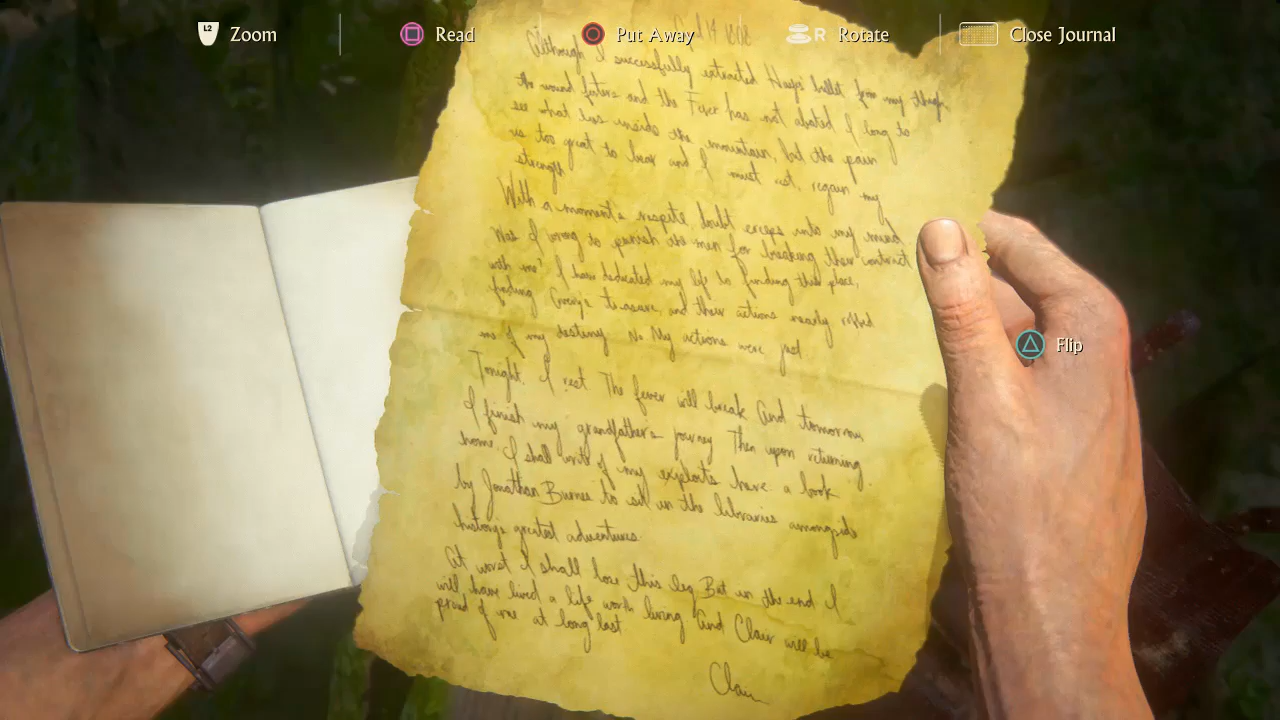 L2 Zoom
Read
Put Away
R Rotate
Close Journal
Although I successfully extracted Hays's bullet from my thigh,
the wound festers and the Fever has not abated I long to
see what lies inside the mountain, but the pain
is too great to bear and I must rest, regain my
strength
With a moment's respite, doubt creeps into my mind
Was I wrong to punish the men for breaking their contract
with me? I have dedicated my life to finding this place,
finding treasure, and their actions nearly robbed
me of my destiny No My actions were just.
Tonight, I rest The fever will break And tomorrow
I finish my grandfather's journey Then upon returning
home I shall write of my exploits have a book
by Jonathan Burnes to sit in the libraries amongside
history's greatest adventures
At worst I shall lose this leg But in the end I
will have lived a life worth living And Clair will be
proud of me at long last
Clair
Flip